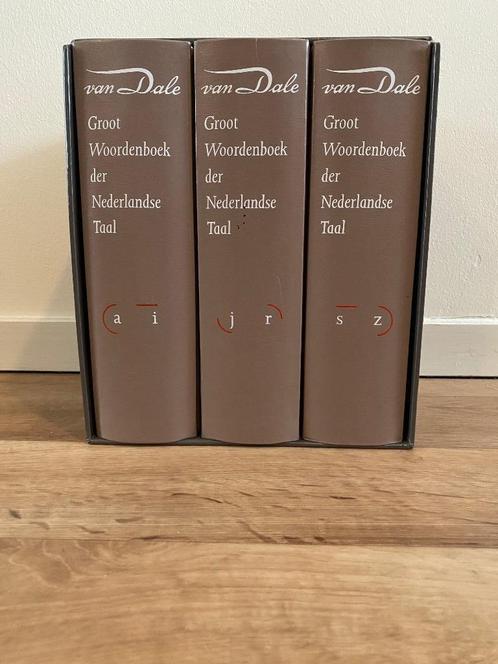 van Dale
Groot
Woordenboek
der
Nederlandse
Taal
a i
van Dale
Groot
Woordenboek
der
Nederlandse
Taal
j r
van Dale
Groot
Woordenboek
der
Nederlandse
Taal
s z